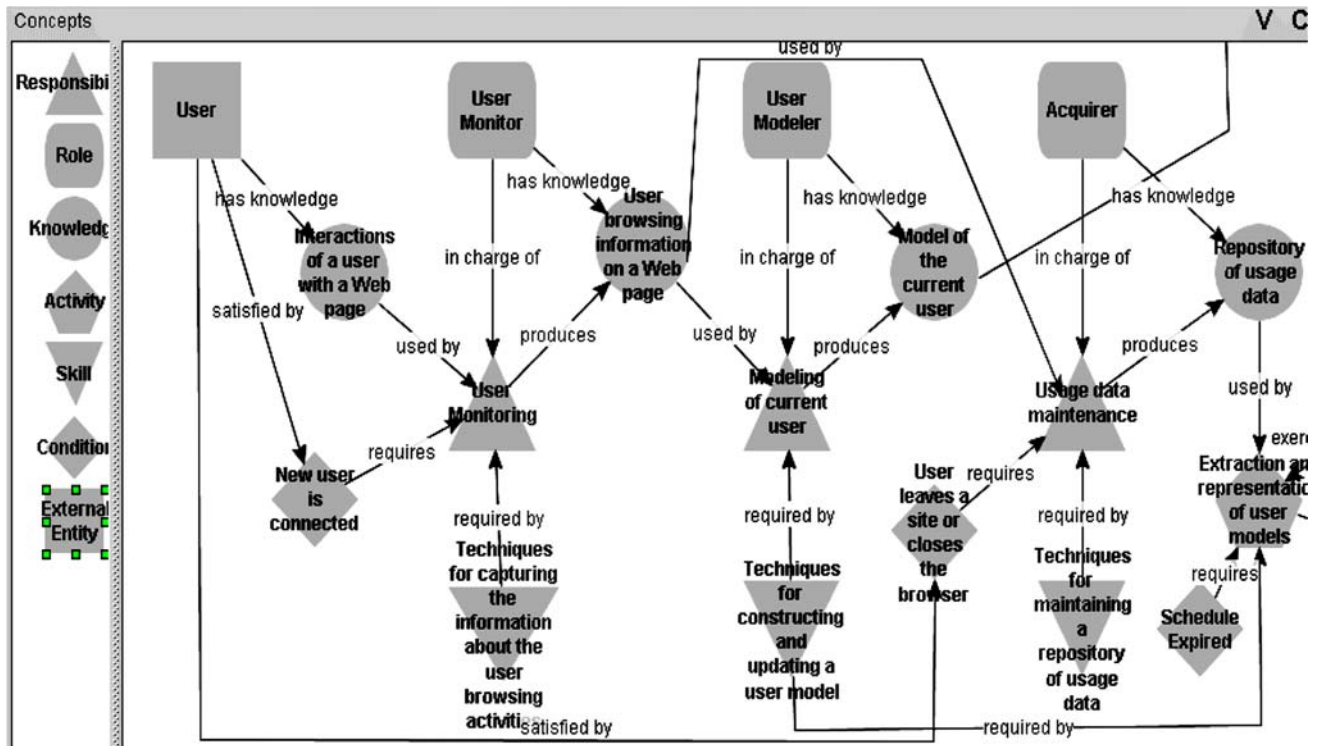 Concepts
V C
Responsibi
Role
Knowledg
Activity
Skill
Condition
External
Entity
used by
User
User
Monitor
User
Modeler
Acquirer
has knowledge
has knowledge
has knowledge
has knowledge
Interactions
of a user
with a Web
page
User
browsing
information
on a Web
page
Model of
the
current
user
Repository
of usage
data
in charge of
in charge of
in charge of
satisfied by
used by
produces
used by
produces
produces
used by
User
Monitoring
Modeling
of current
user
Usage data
maintenance
requires
New user
is
connected
required by
Techniques
for capturing
the
information
about the
user
browsing
activities
required by
Techniques
for
constructing
and
updating a
user model
User
leaves a
site or
closes
the
browser
requires
required by
Techniques
for
maintaining
a
repository
of usage
data
exer
Extraction an
representatio
of user
models
requires
Schedule
Expired
satisfied by
required by